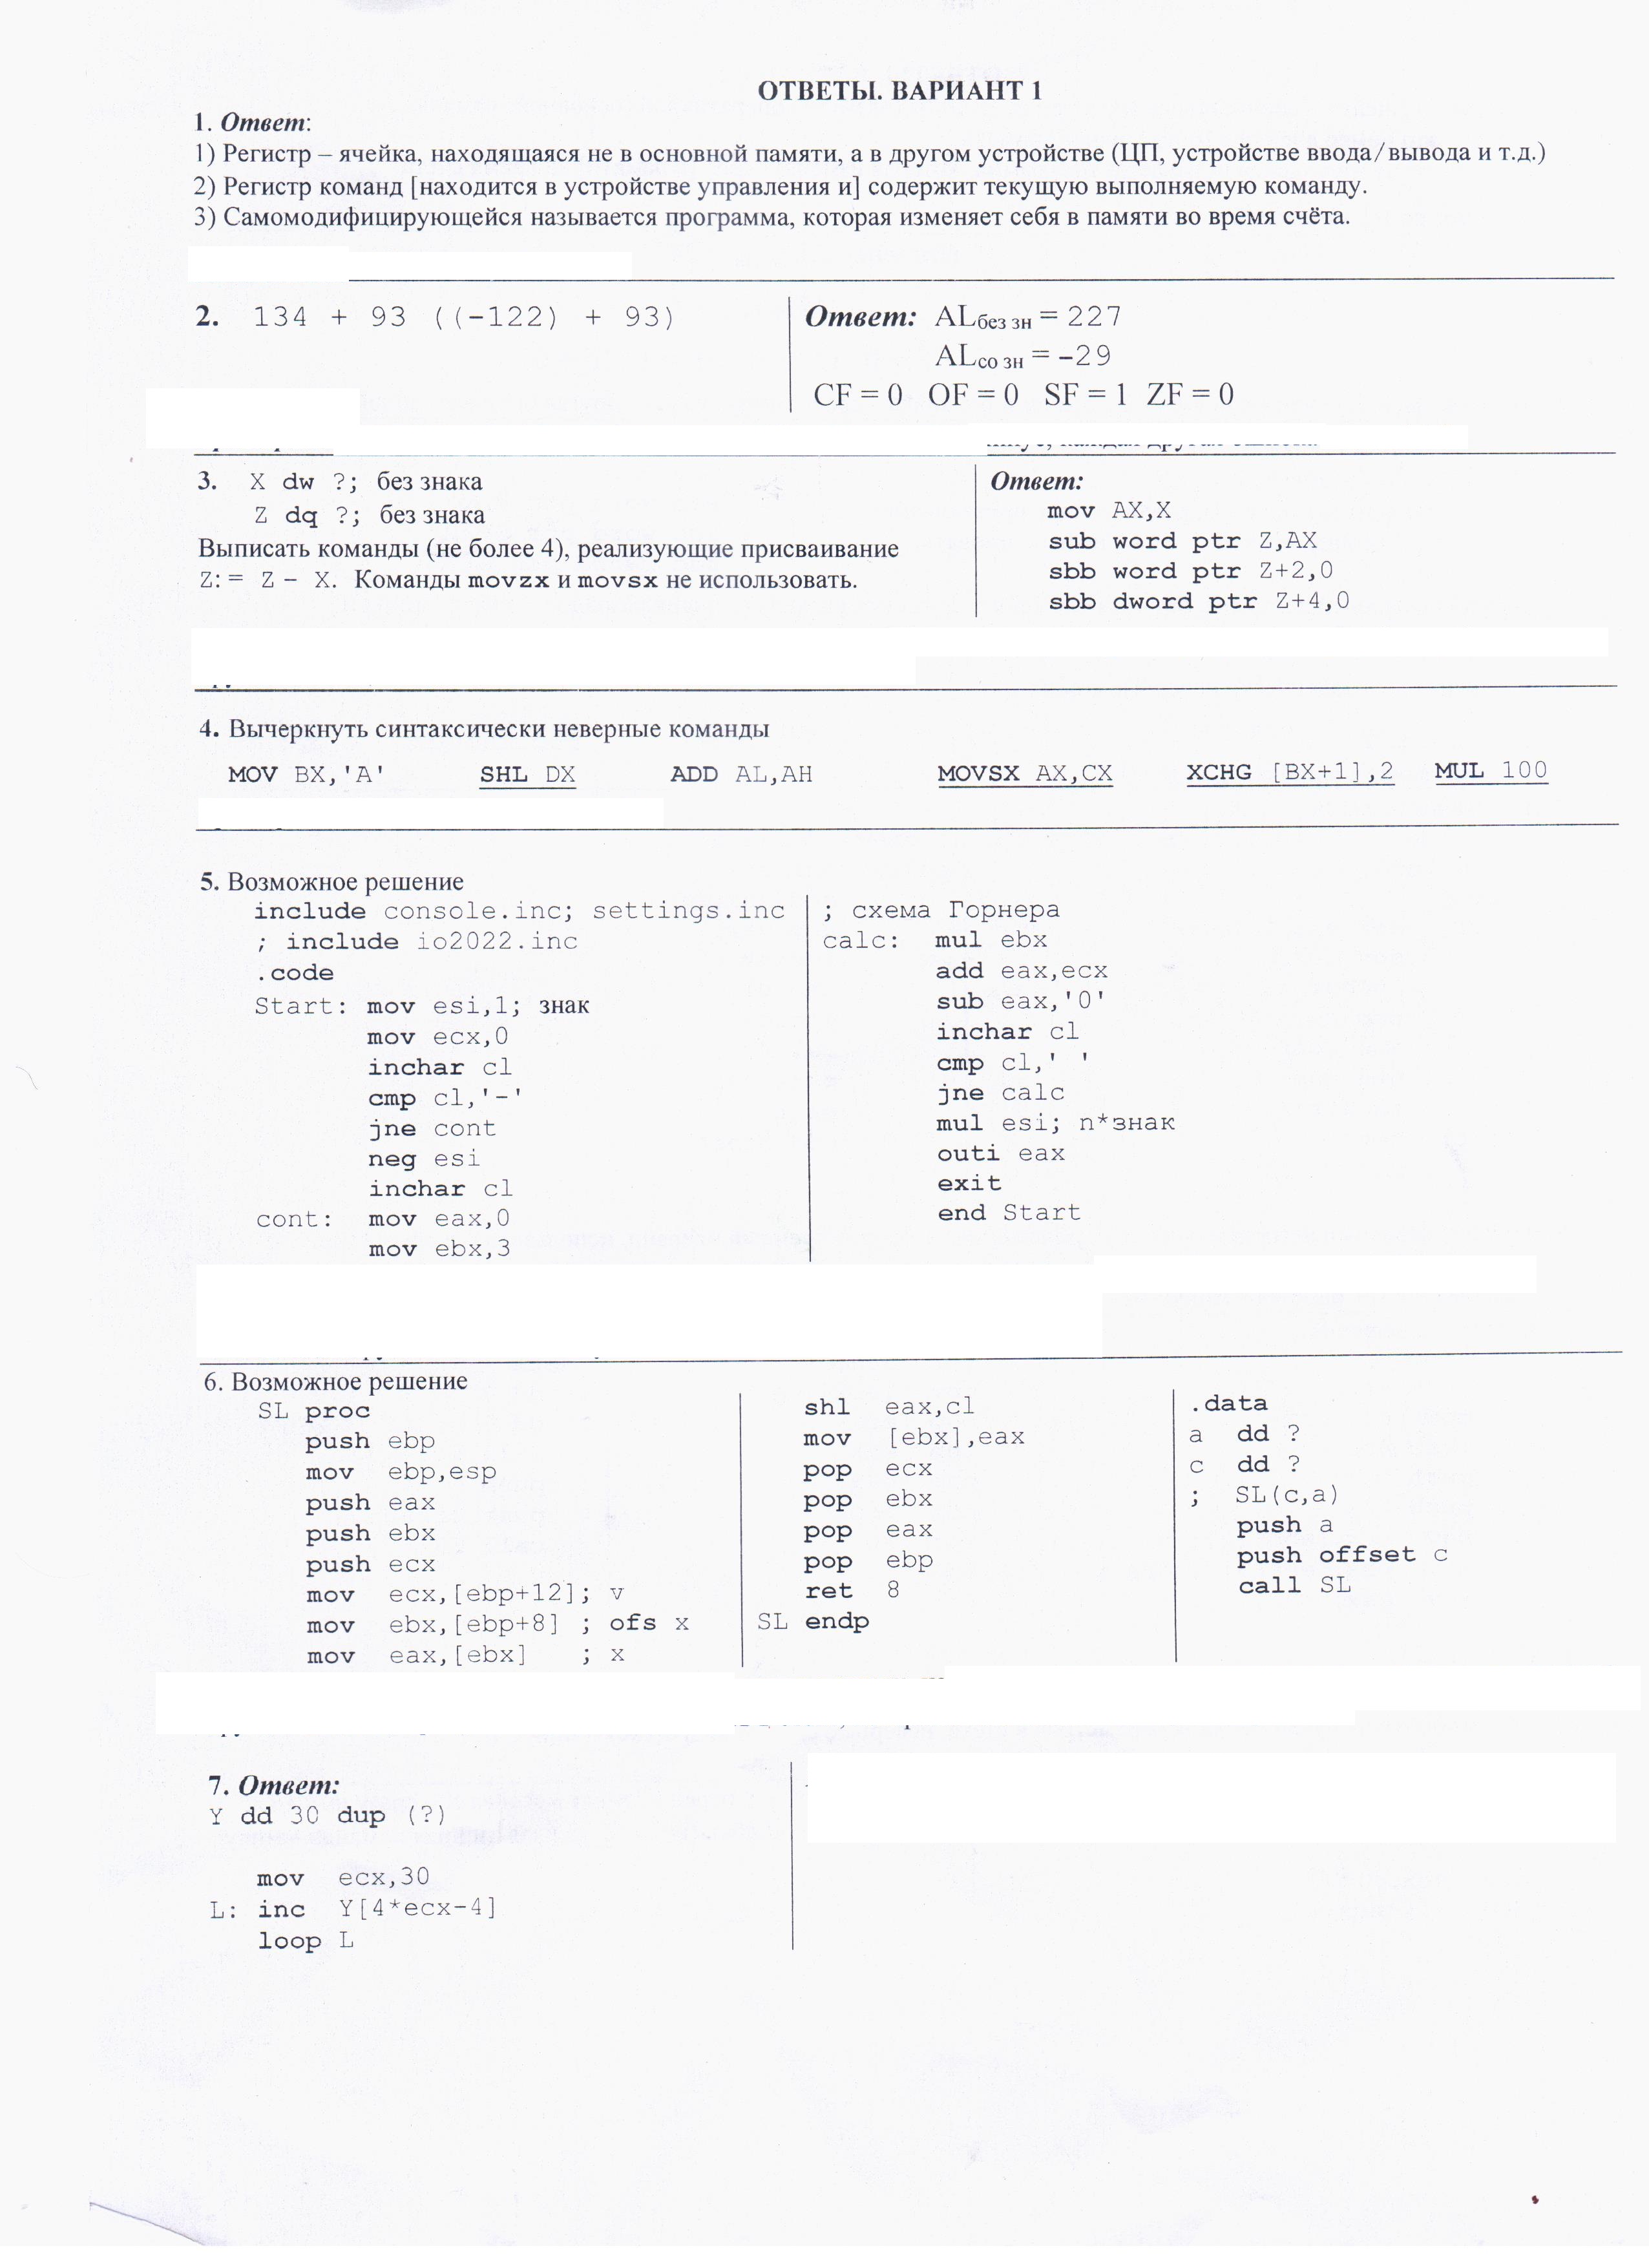 ОТВЕТЫ. ВАРИАНТ 1
1. Ответ:
1) Регистр – ячейка, находящаяся не в основной памяти, а в другом устройстве (ЦП, устройстве ввода/вывода и т.д.)
2) Регистр команд [находится в устройстве управления и] содержит текущую выполняемую команду.
3) Самомодифицирующейся называется программа, которая изменяет себя в памяти во время счёта.
2. 134 + 93 ((-122) + 93)
Ответ: ALбез зн = 227
ALсо зн = -29
CF = 0 OF = 0 SF = 1 ZF = 0
3. X dw ?; без знака
Z dq ?; без знака
Выписать команды (не более 4), реализующие присваивание
Z:= Z – X. Команды movzx и movsx не использовать.
Ответ:
mov AX,X
sub word ptr Z,AX
sbb word ptr Z+2,0
sbb dword ptr Z+4,0
4. Вычеркнуть синтаксически неверные команды
MOV BX,'A' SHL DX ADD AL,AH MOVSX AX,CX XCHG [BX+1],2 MUL 100
5. Возможное решение
include console.inc; settings.inc
; include io2022.inc
.code
Start: mov esi,1; знак
mov ecx,0
inchar cl
cmp cl,'-'
jne cont
neg esi
inchar cl
cont: mov eax,0
mov ebx,3
; схема Горнера
calc: mul ebx
add eax,ecx
sub eax,'0'
inchar cl
cmp cl,' '
jne calc
mul esi; n*знак
outi eax
exit
end Start
6. Возможное решение
SL proc
push ebp
mov ebp,esp
push eax
push ebx
push ecx
mov ecx,[ebp+12]; v
mov ebx,[ebp+8] ; ofs x
mov eax,[ebx] ; x
shl eax,cl
mov [ebx],eax
pop ecx
pop ebx
pop eax
pop ebp
ret 8
SL endp
.data
a dd ?
c dd ?
; SL(c,a)
push a
push offset c
call SL
7. Ответ:
Y dd 30 dup (?)
mov ecx,30
L: inc Y[4*ecx-4]
loop L